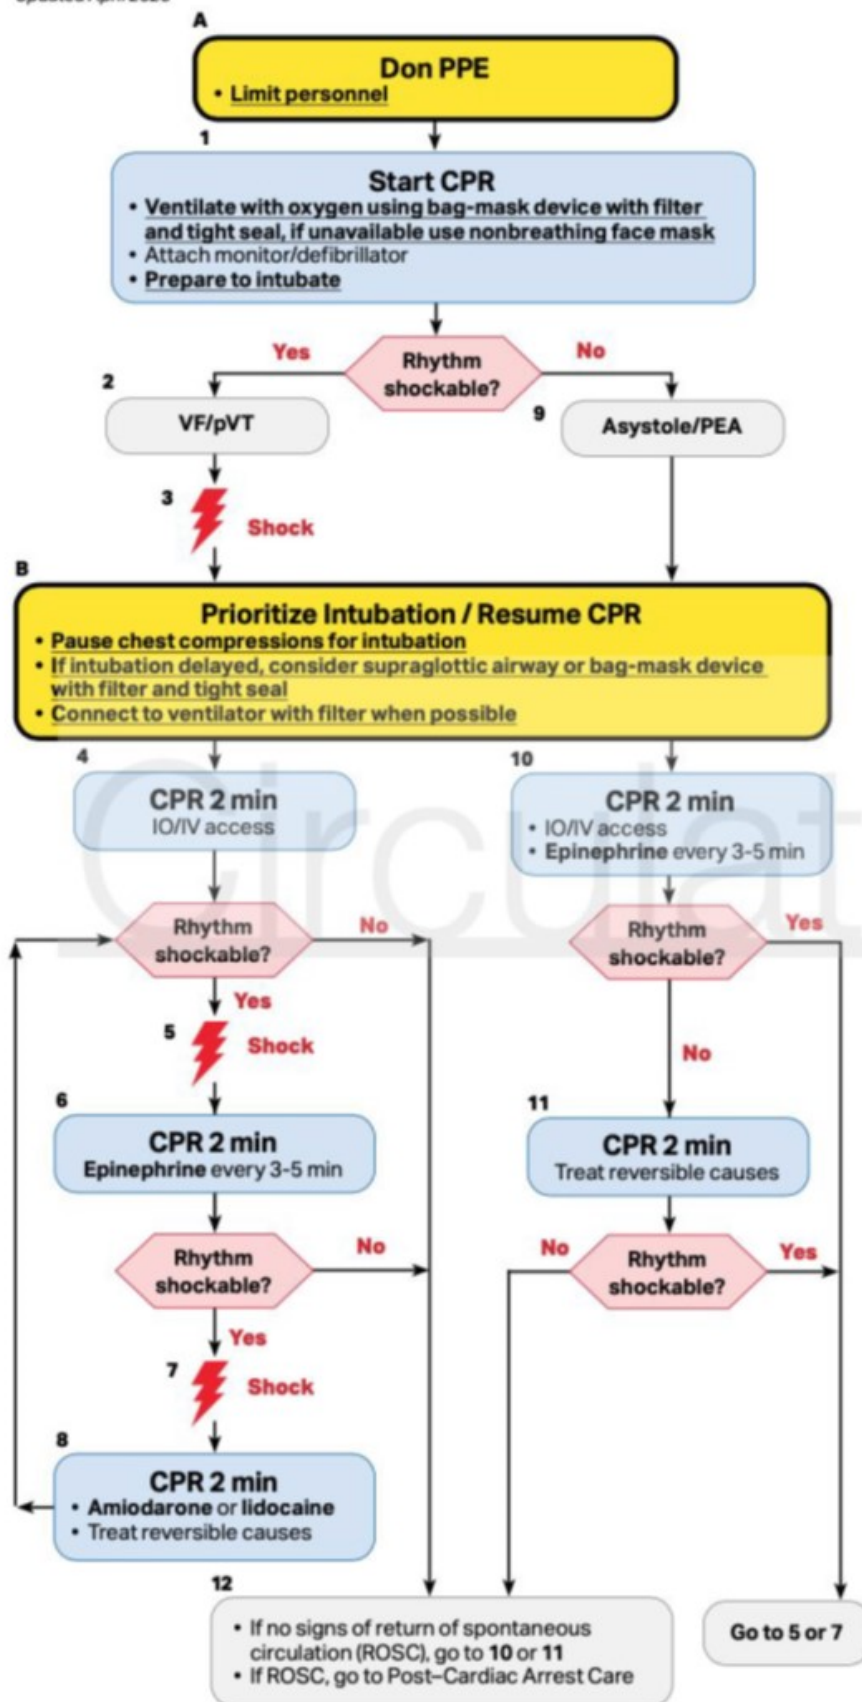 A
Don PPE
• Limit personnel
1
Start CPR
• Ventilate with oxygen using bag-mask device with filter
and tight seal, if unavailable use nonbreathing face mask
• Attach monitor/defibrillator
• Prepare to intubate
Yes
Rhythm
shockable?
No
2
VF/pVT
9
Asystole/PEA
3
Shock
B
Prioritize Intubation / Resume CPR
• Pause chest compressions for intubation
• If intubation delayed, consider supraglottic airway or bag-mask device
with filter and tight seal
• Connect to ventilator with filter when possible
4
CPR 2 min
IO/IV access
10
CPR 2 min
• IO/IV access
• Epinephrine every 3-5 min
Circulat
Rhythm
shockable?
No
Yes
Rhythm
shockable?
Yes
No
5
Shock
6
CPR 2 min
Epinephrine every 3-5 min
11
CPR 2 min
Treat reversible causes
Rhythm
shockable?
No
Yes
No
Rhythm
shockable?
Yes
7
Shock
8
CPR 2 min
• Amiodarone or lidocaine
• Treat reversible causes
12
• If no signs of return of spontaneous
circulation (ROSC), go to 10 or 11
• If ROSC, go to Post–Cardiac Arrest Care
Go to 5 or 7